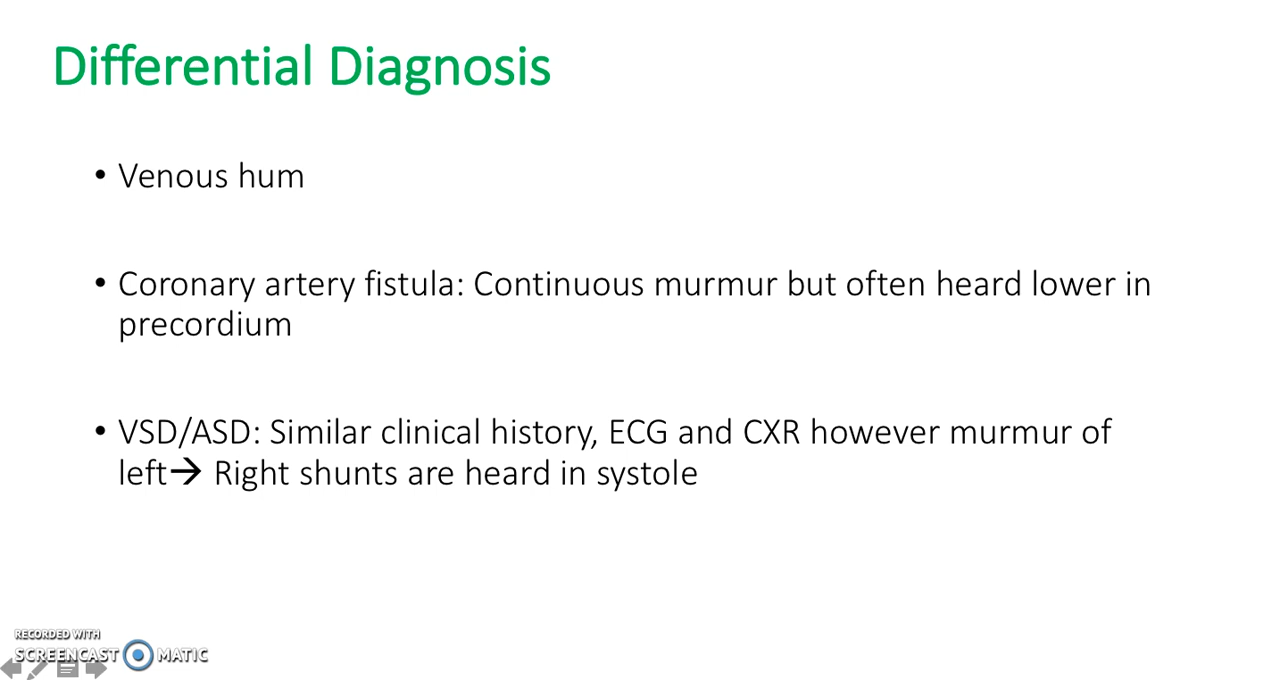 Differential Diagnosis
• Venous hum
• Coronary artery fistula: Continuous murmur but often heard lower in
precordium
• VSD/ASD: Similar clinical history, ECG and CXR however murmur of
left→ Right shunts are heard in systole
RECORDED WITH
SCREENCAST MATIC